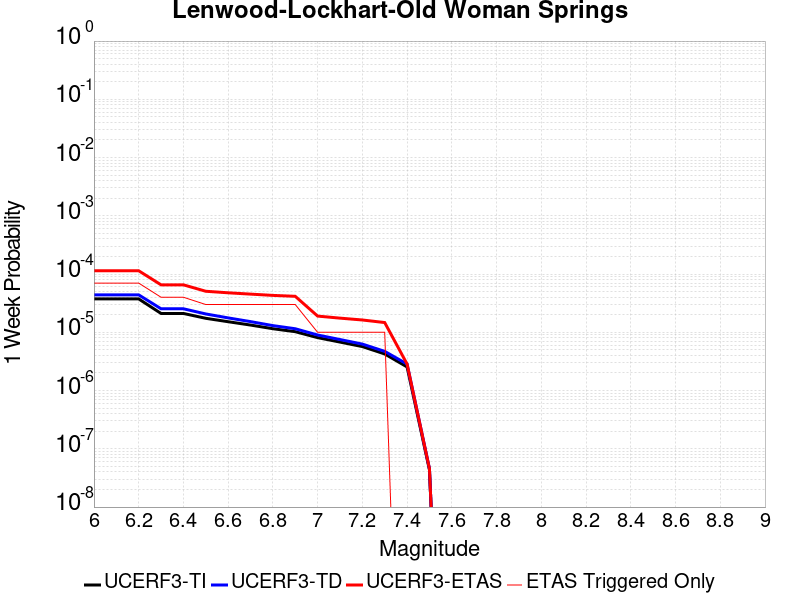 Lenwood-Lockhart-Old Woman Springs
10^0
10^-1
10^-2
10^-3
10^-4
10^-5
10^-6
10^-7
10^-8
1 Week Probability
6 6.2 6.4 6.6 6.8 7 7.2 7.4 7.6 7.8 8 8.2 8.4 8.6 8.8 9
Magnitude
UCERF3-TI UCERF3-TD UCERF3-ETAS ETAS Triggered Only